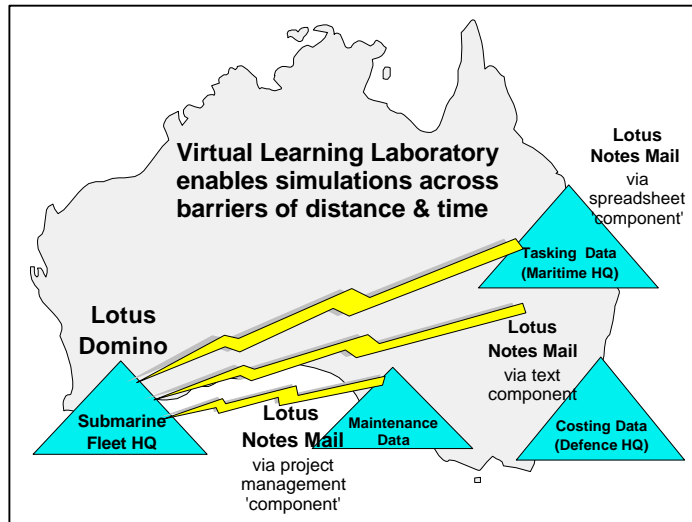 Virtual Learning Laboratory
enables simulations across
barriers of distance & time
Lotus
Notes Mail
via
spreadsheet
'component'
Tasking Data
(Maritime HQ)
Lotus
Domino
Submarine
Fleet HQ
Lotus
Notes Mail
via text
component
Lotus
Notes Mail
via project
management
'component'
Maintenance
Data
Costing Data
(Defence HQ)